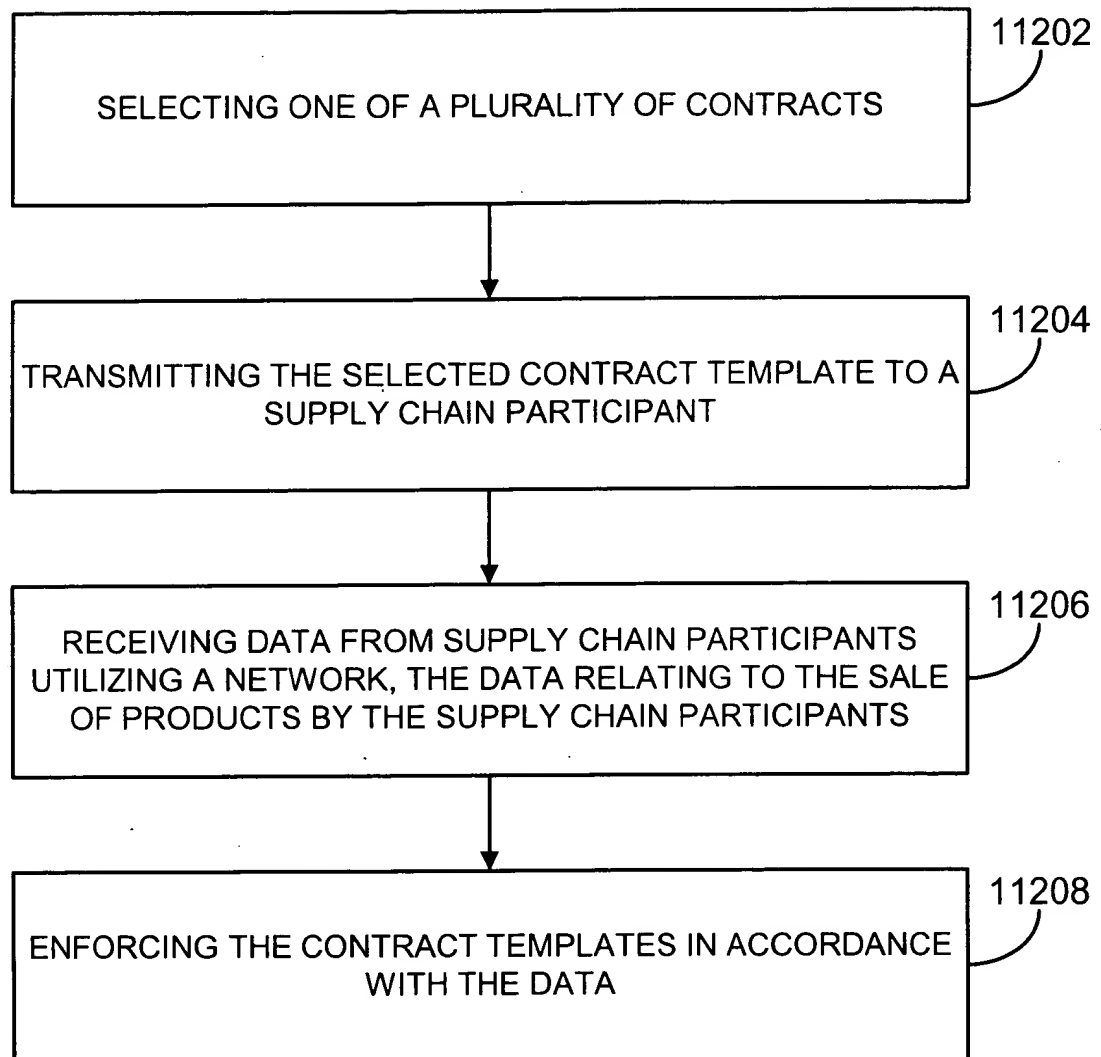 11202
SELECTING ONE OF A PLURALITY OF CONTRACTS
11204
TRANSMITTING THE SELECTED CONTRACT TEMPLATE TO A
SUPPLY CHAIN PARTICIPANT
11206
RECEIVING DATA FROM SUPPLY CHAIN PARTICIPANTS
UTILIZING A NETWORK, THE DATA RELATING TO THE SALE
OF PRODUCTS BY THE SUPPLY CHAIN PARTICIPANTS
11208
ENFORCING THE CONTRACT TEMPLATES IN ACCORDANCE
WITH THE DATA